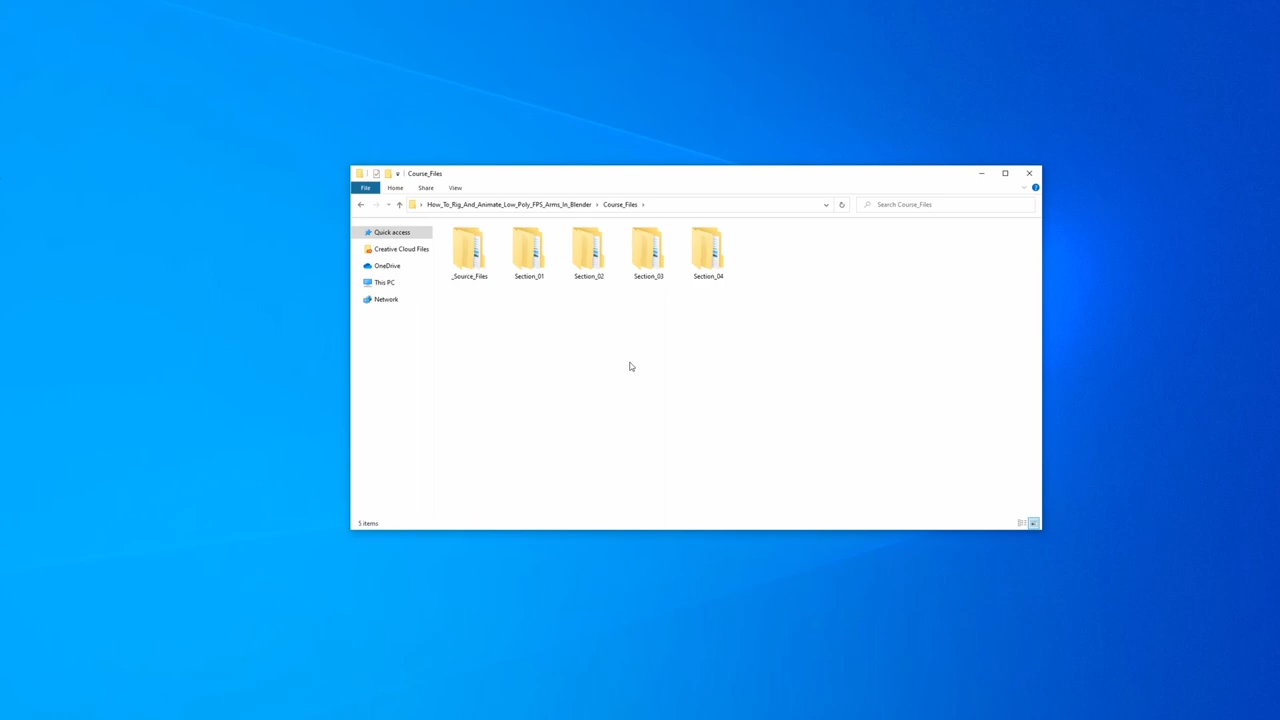 Course_Files
File Home Share View
How_To_Rig_And_Animate_Low_Poly_FPS_Arms_In_Blender Course_Files Search Course_Files
Quick access
Creative Cloud Files
OneDrive
This PC
Network
_Source_Files Section_01 Section_02 Section_03 Section_04
5 items